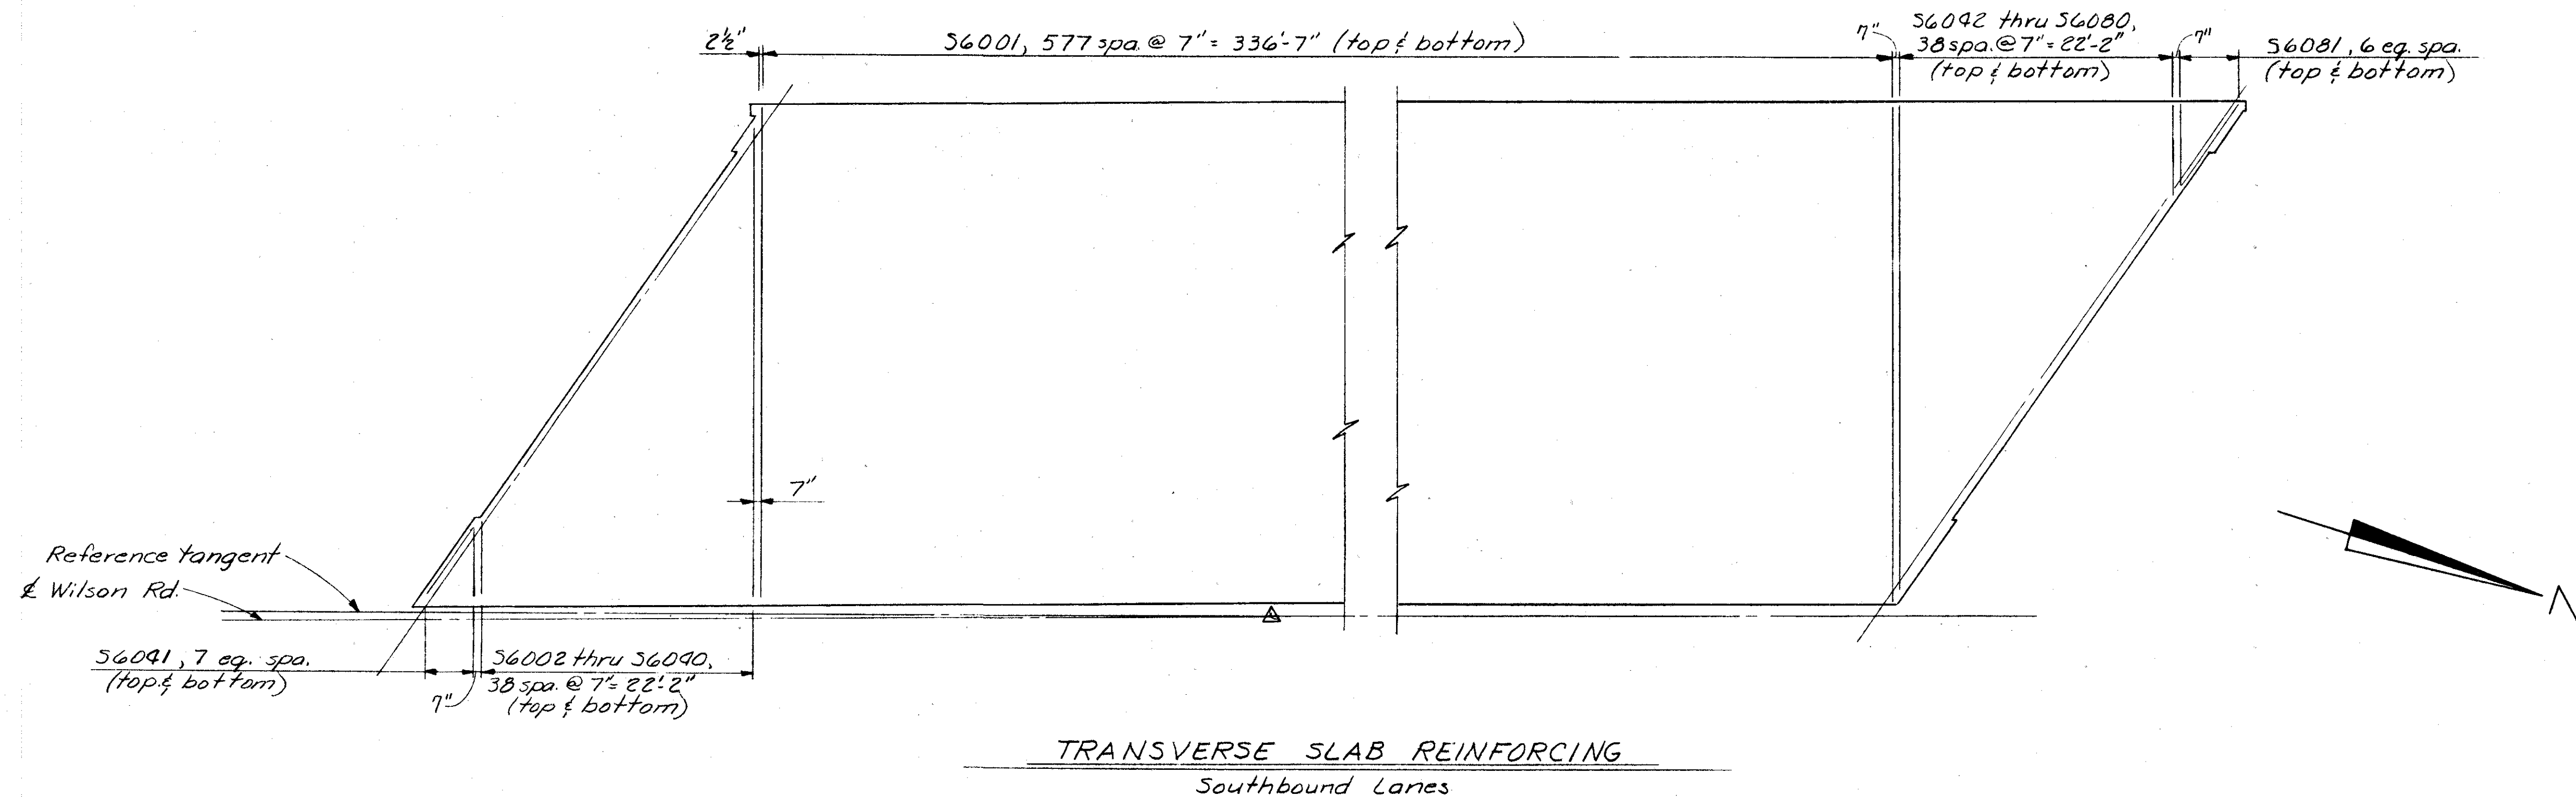 2½"
S6001, 577 spa. @ 7" = 336'-7" (top & bottom)
7"
S6042 thru S6080,
38 spa. @ 7" = 22'-2"
(top & bottom)
7"
S6081, 6 eq. spa.
(top & bottom)
7"
Reference tangent
℄ Wilson Rd.
S6041, 7 eq. spa.
(top & bottom)
7"
S6002 thru S6040,
38 spa. @ 7" = 22'-2"
(top & bottom)
TRANSVERSE SLAB REINFORCING
Southbound Lanes